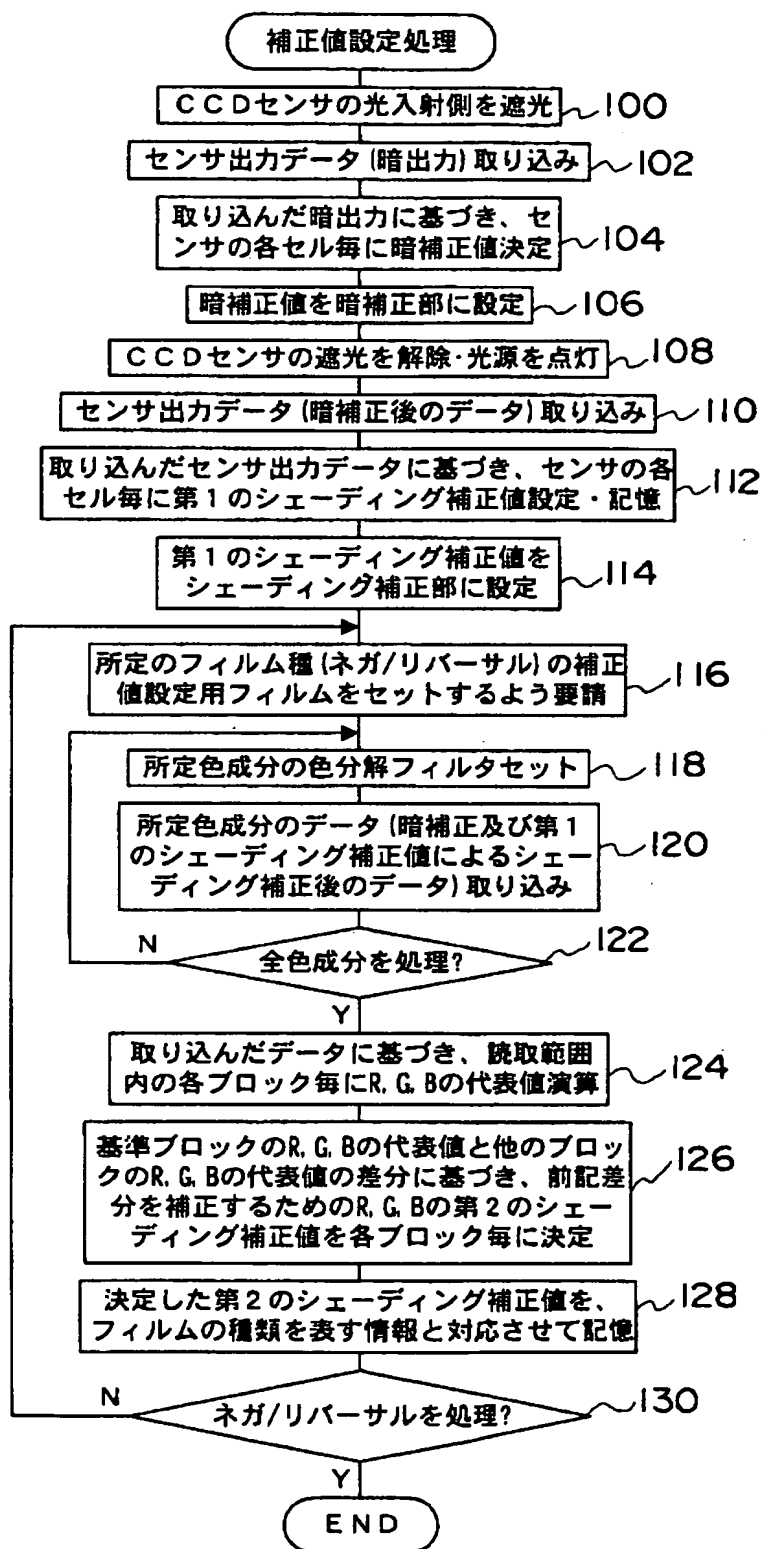 補正値設定処理
CCDセンサの光入射側を遮光
100
センサ出力データ(暗出力)取り込み
102
取り込んだ暗出力に基づき、セ
ンサの各セル毎に暗補正値決定
104
暗補正値を暗補正部に設定
106
CCDセンサの遮光を解除・光源を点灯
108
センサ出力データ(暗補正後のデータ)取り込み
110
取り込んだセンサ出力データに基づき、センサの各
セル毎に第1のシェーディング補正値設定・記憶
112
第1のシェーディング補正値を
シェーディング補正部に設定
114
所定のフィルム種(ネガ/リバーサル)の補正
値設定用フィルムをセットするよう要請
116
所定色成分の色分解フィルタセット
118
所定色成分のデータ(暗補正及び第1
のシェーディング補正値によるシェー
ディング補正後のデータ)取り込み
120
N
全色成分を処理?
122
Y
取り込んだデータに基づき、読取範囲
内の各ブロック毎にR,G,Bの代表値演算
124
基準ブロックのR,G,Bの代表値と他のブロッ
クのR,G,Bの代表値の差分に基づき、前記差
分を補正するためのR,G,Bの第2のシェー
ディング補正値を各ブロック毎に決定
126
決定した第2のシェーディング補正値を、
フィルムの種類を表す情報と対応させて記憶
128
N
ネガ/リバーサルを処理?
130
Y
END